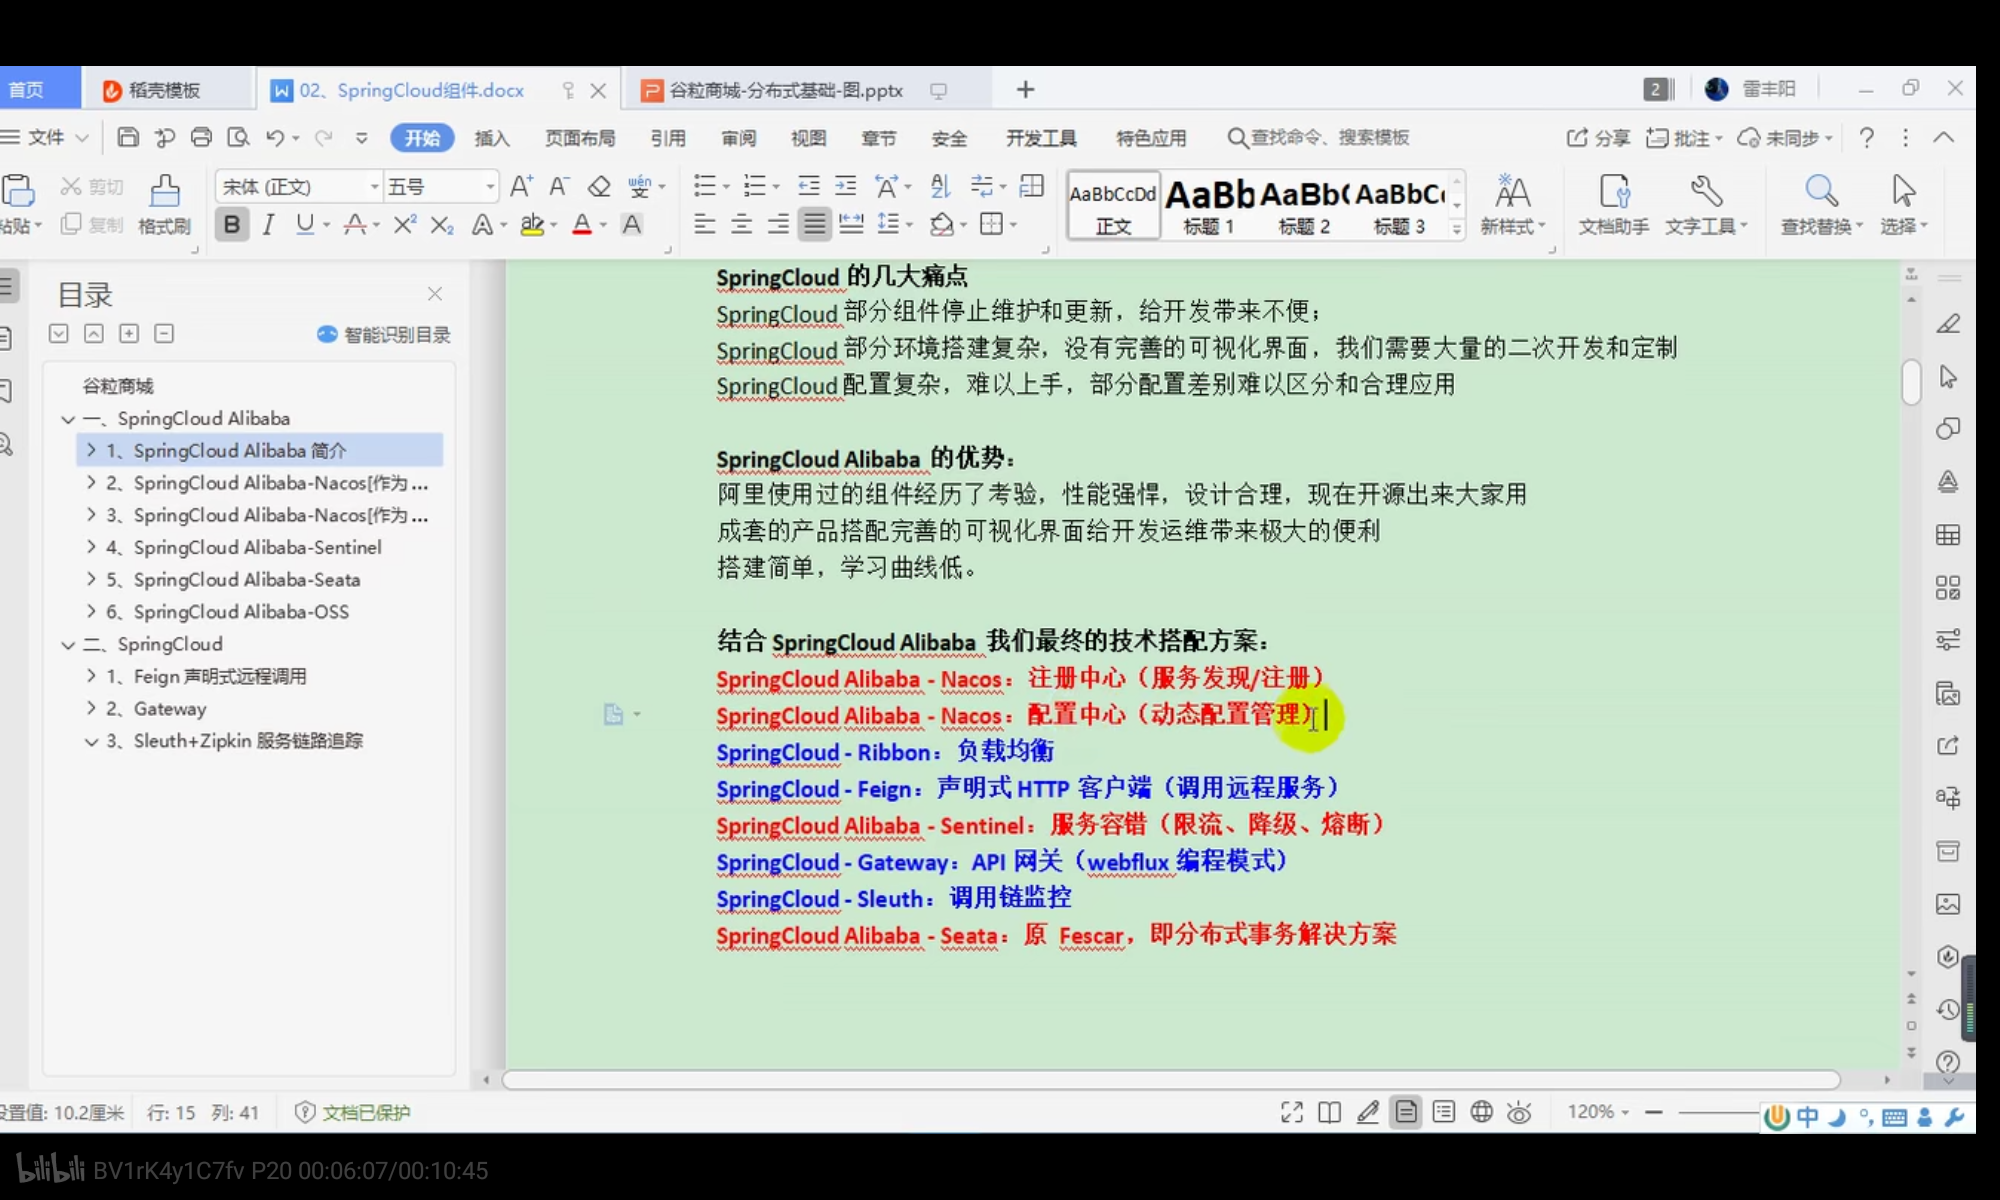 首页
稻壳模板
02、SpringCloud组件.docx
谷粒商城-分布式基础-图.pptx
2
雷丰阳
文件
开始
插入
页面布局
引用
审阅
视图
章节
安全
开发工具
特色应用
查找命令、搜索模板
分享
批注
未同步
剪切
复制
格式刷
宋体 (正文)
五号
AaBbCcDd
正文
标题 1
标题 2
标题 3
新样式
文档助手
文字工具
查找替换
选择
目录
智能识别目录
谷粒商城
一、SpringCloud Alibaba
1、SpringCloud Alibaba 简介
2、SpringCloud Alibaba-Nacos[作为 ...
3、SpringCloud Alibaba-Nacos[作为 ...
4、SpringCloud Alibaba-Sentinel
5、SpringCloud Alibaba-Seata
6、SpringCloud Alibaba-OSS
二、SpringCloud
1、Feign 声明式远程调用
2、Gateway
3、Sleuth+Zipkin 服务链路追踪
SpringCloud 的几大痛点
SpringCloud 部分组件停止维护和更新，给开发带来不便；
SpringCloud 部分环境搭建复杂，没有完善的可视化界面，我们需要大量的二次开发和定制
SpringCloud 配置复杂，难以上手，部分配置差别难以区分和合理应用
SpringCloud Alibaba 的优势：
阿里使用过的组件经历了考验，性能强悍，设计合理，现在开源出来大家用
成套的产品搭配完善的可视化界面给开发运维带来极大的便利
搭建简单，学习曲线低。
结合 SpringCloud Alibaba 我们最终的技术搭配方案：
SpringCloud Alibaba - Nacos：注册中心（服务发现/注册）
SpringCloud Alibaba - Nacos：配置中心（动态配置管理）
SpringCloud - Ribbon：负载均衡
SpringCloud - Feign：声明式 HTTP 客户端（调用远程服务）
SpringCloud Alibaba - Sentinel：服务容错（限流、降级、熔断）
SpringCloud - Gateway：API 网关（webflux 编程模式）
SpringCloud - Sleuth：调用链监控
SpringCloud Alibaba - Seata：原 Fescar，即分布式事务解决方案
设置值: 10.2厘米
行: 15
列: 41
文档已保护
120%
中
bilibili BV1rK4y1C7fv P20 00:06:07/00:10:45